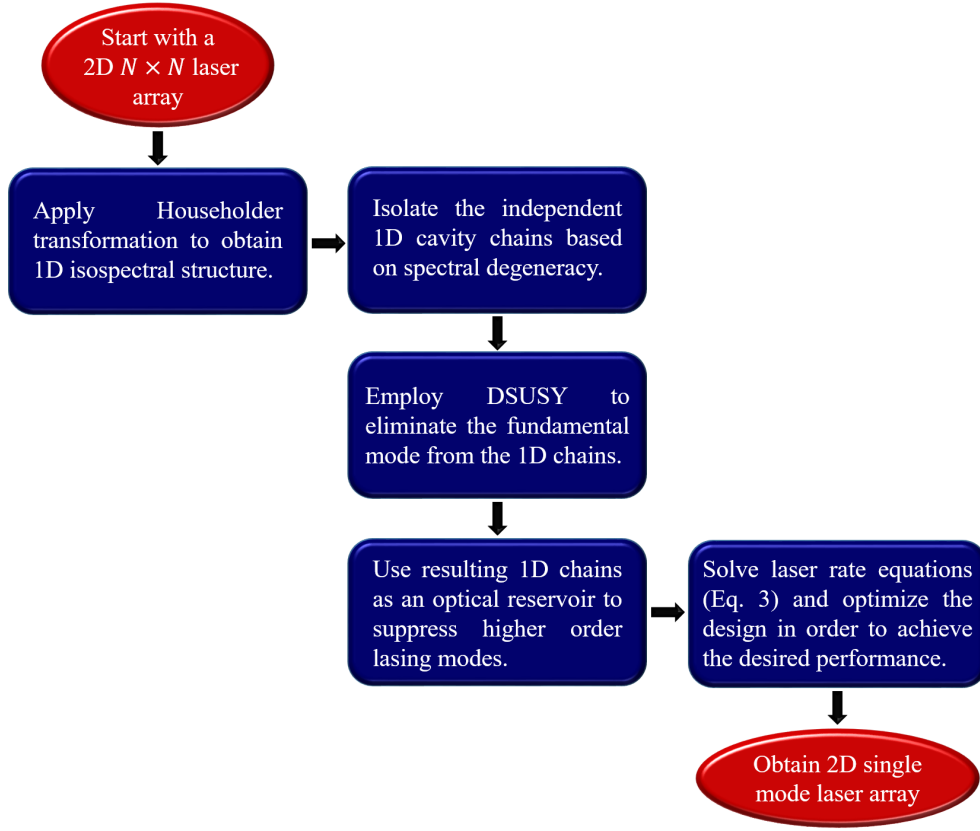 Start with a
2D N × N laser
array
Apply Householder
transformation to obtain
1D isospectral structure.
Isolate the independent
1D cavity chains based
on spectral degeneracy.
Employ DSUSY to
eliminate the fundamental
mode from the 1D chains.
Use resulting 1D chains
as an optical reservoir to
suppress higher order
lasing modes.
Solve laser rate equations
(Eq. 3) and optimize the
design in order to achieve
the desired performance.
Obtain 2D single
mode laser array